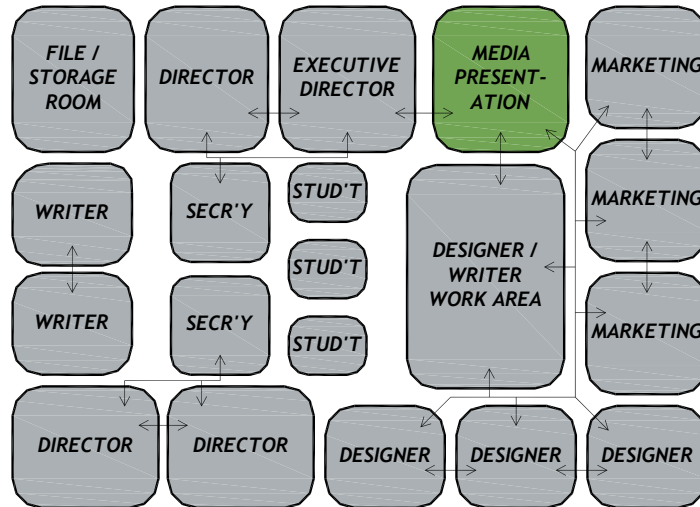 FILE /
STORAGE
ROOM
DIRECTOR
EXECUTIVE
DIRECTOR
MEDIA
PRESENT-
ATION
MARKETING
WRITER
SECR'Y
STUD'T
STUD'T
STUD'T
DESIGNER /
WRITER
WORK AREA
MARKETING
WRITER
SECR'Y
MARKETING
DIRECTOR
DIRECTOR
DESIGNER
DESIGNER
DESIGNER